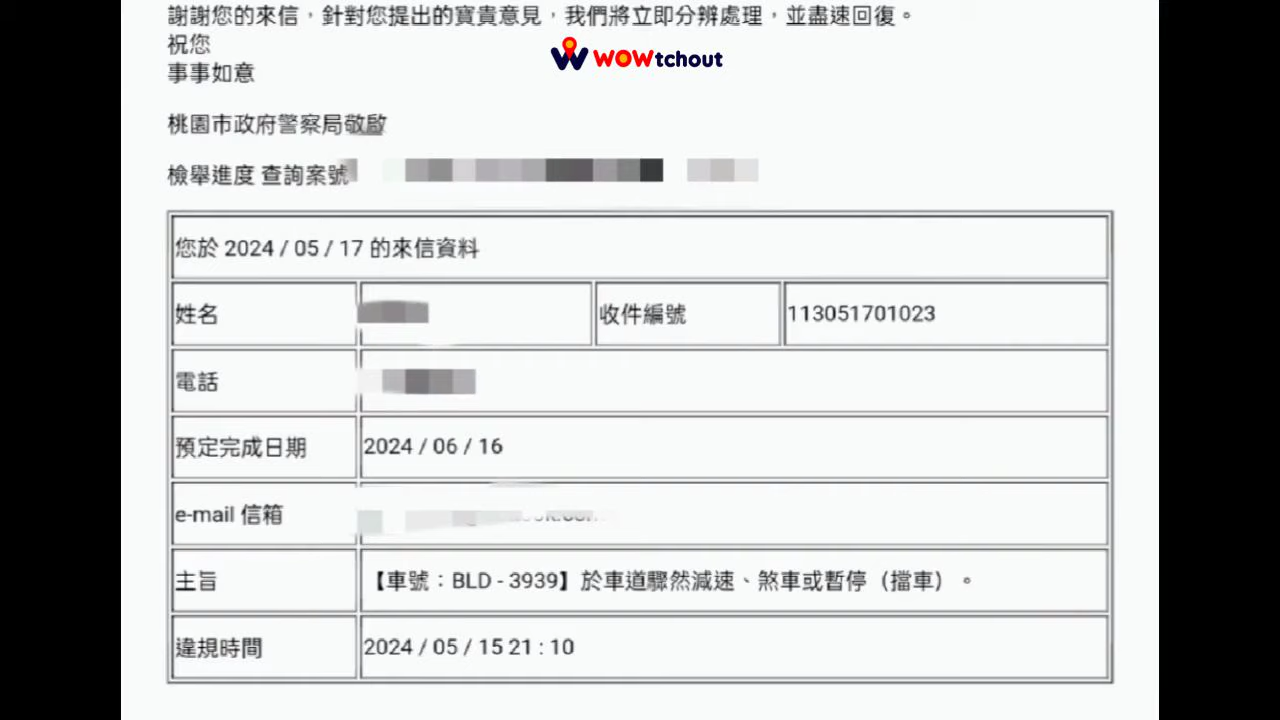 謝謝您的來信，針對您提出的寶貴意見，我們將立即分辨處理，並盡速回復。
祝您
事事如意
WOWtchout
桃園市政府警察局敬啟
檢舉進度 查詢案號
您於 2024 / 05 / 17 的來信資料
姓名 收件編號 113051701023
電話
預定完成日期 2024 / 06 / 16
e-mail 信箱
主旨 【車號：BLD - 3939】於車道驟然減速、煞車或暫停（擋車）。
違規時間 2024 / 05 / 15 21 : 10